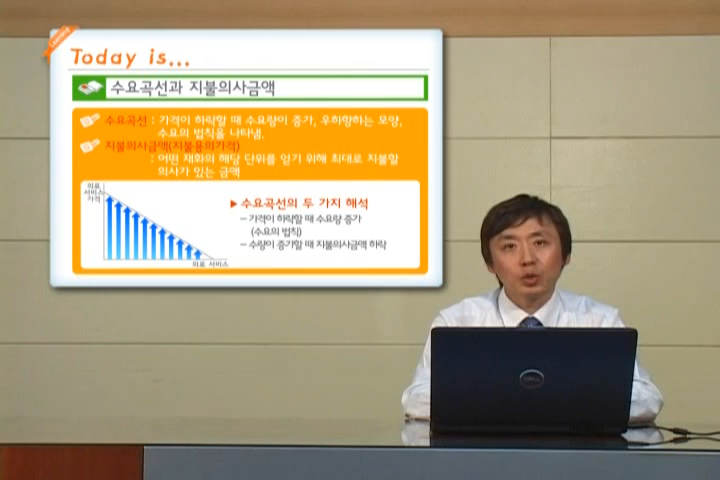 Today is...
수요곡선과 지불의사금액
수요곡선 : 가격이 하락할 때 수요량이 증가, 우하향하는 모양,
수요의 법칙을 나타냄.
지불의사금액(지불용의가격)
: 어떤 재화의 해당 단위를 얻기 위해 최대로 지불할
의사가 있는 금액
의료
서비스
가격
의료 서비스
▶ 수요곡선의 두 가지 해석
– 가격이 하락할 때 수요량 증가
(수요의 법칙)
– 수량이 증가할 때 지불의사금액 하락
DELL